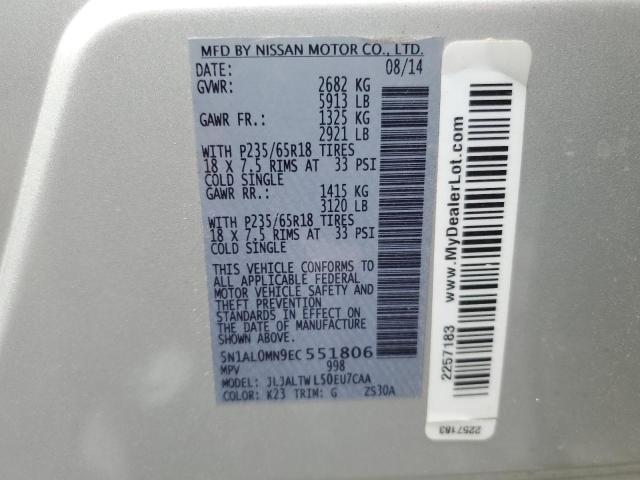 MFD BY NISSAN MOTOR CO., LTD.
DATE: 08/14
GVWR: 2682 KG
5913 LB
GAWR FR.: 1325 KG
2921 LB
WITH P235/65R18 TIRES
18 X 7.5 RIMS AT 33 PSI
COLD SINGLE
GAWR RR.: 1415 KG
3120 LB
WITH P235/65R18 TIRES
18 X 7.5 RIMS AT 33 PSI
COLD SINGLE
THIS VEHICLE CONFORMS TO
ALL APPLICABLE FEDERAL
MOTOR VEHICLE SAFETY AND
THEFT PREVENTION
STANDARDS IN EFFECT ON
THE DATE OF MANUFACTURE
SHOWN ABOVE.
5N1AL0MN9EC551806
MPV 998
MODEL: JLJALTWL50EU7CAA
COLOR: K23 TRIM: G ZS30A
2257183 www.MyDealerLot.com
2257183